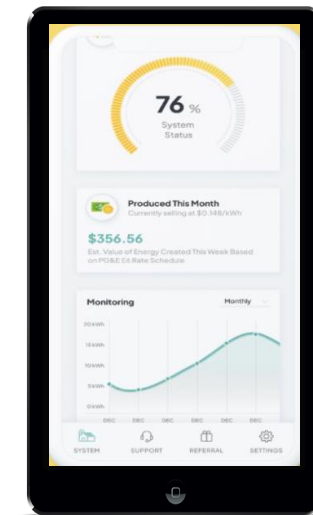 76 %
System
Status
Produced This Month
Currently selling at $0.148/kWh
$356.56
Est. Value of Energy Created This Week Based
on PG&E E6 Rate Schedule
Monitoring
Monthly
20 kWh
15 kWh
10 kWh
5 kWh
0 kWh
DEC DEC DEC DEC DEC DEC
SYSTEM SUPPORT REFERRAL SETTINGS